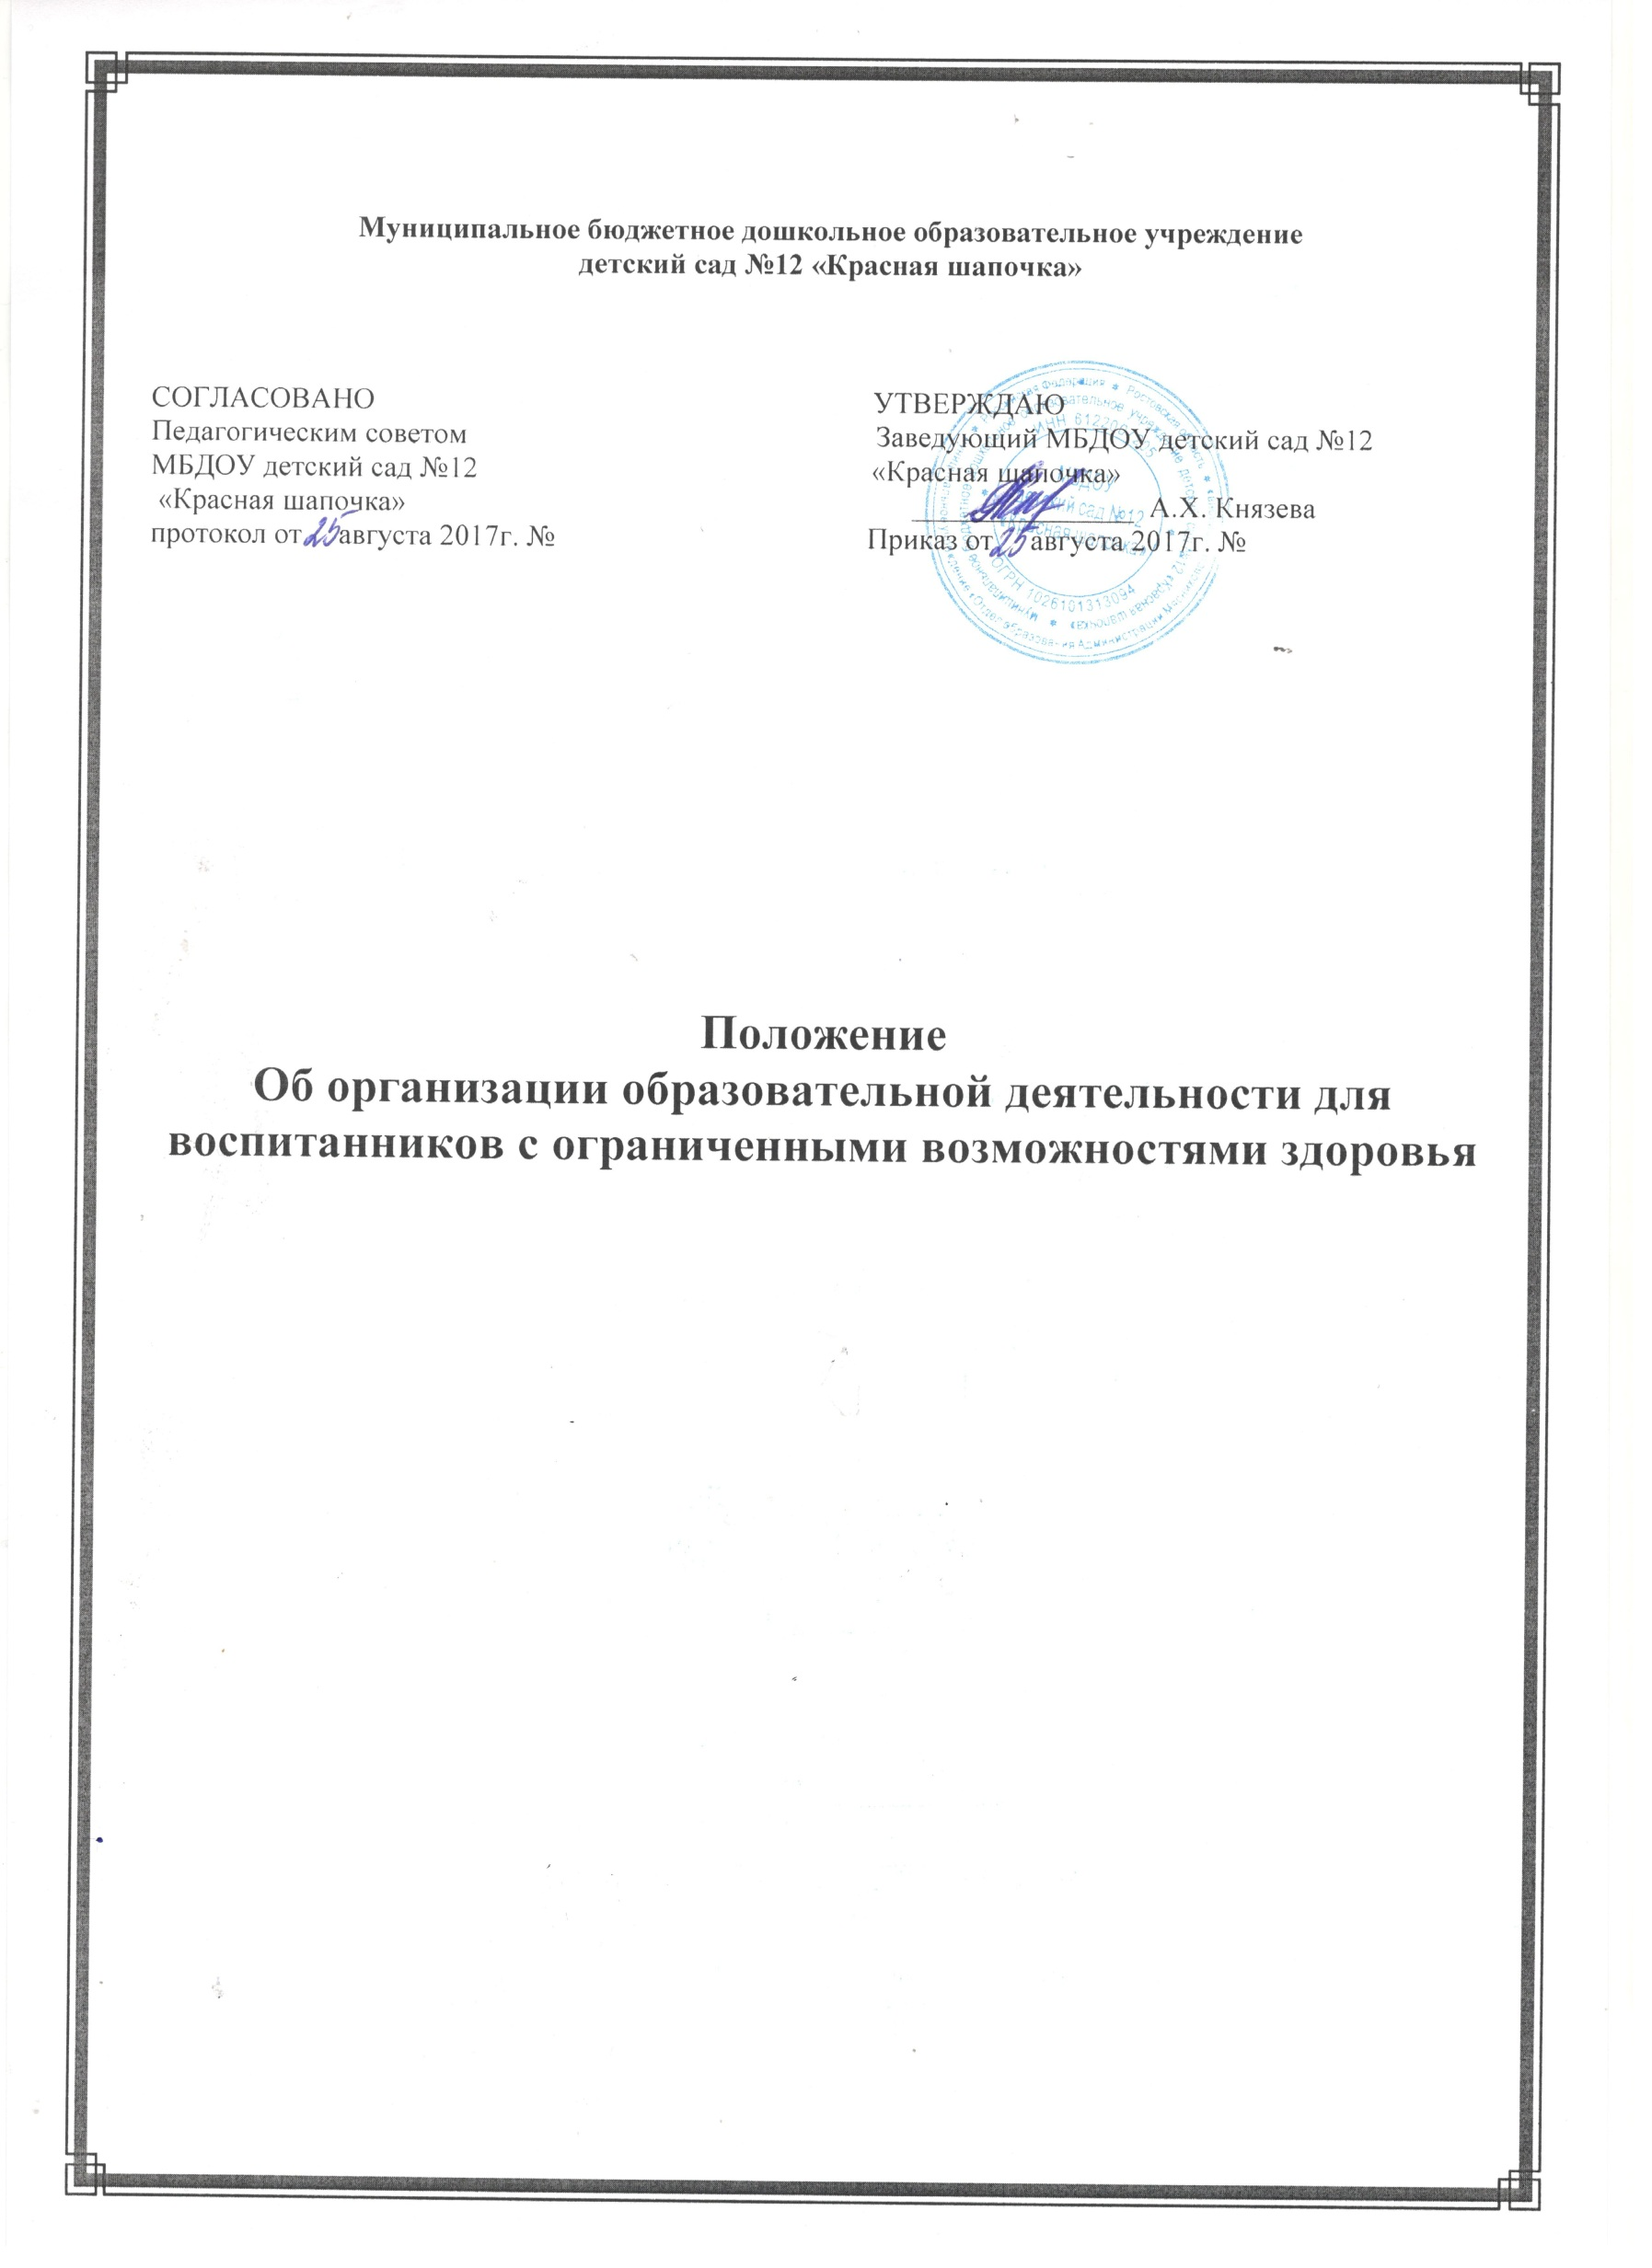 Муниципальное бюджетное дошкольное образовательное учреждение
детский сад №12 «Красная шапочка»
СОГЛАСОВАНО
Педагогическим советом
МБДОУ детский сад №12
«Красная шапочка»
протокол от 25 августа 2017г. №
УТВЕРЖДАЮ
Заведующий МБДОУ детский сад №12
«Красная шапочка»
А.Х. Князева
Приказ от 25 августа 2017г. №
ОГРН 1026101313094
Положение
Об организации образовательной деятельности для
воспитанников с ограниченными возможностями здоровья